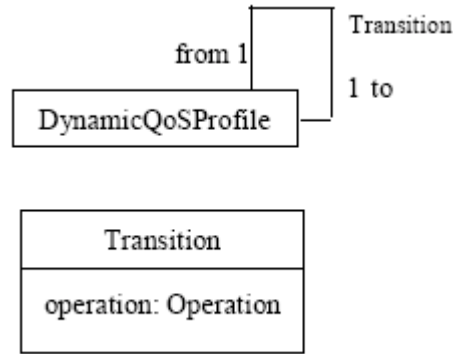 Transition
from 1
1 to
DynamicQoSProfile
Transition
operation: Operation